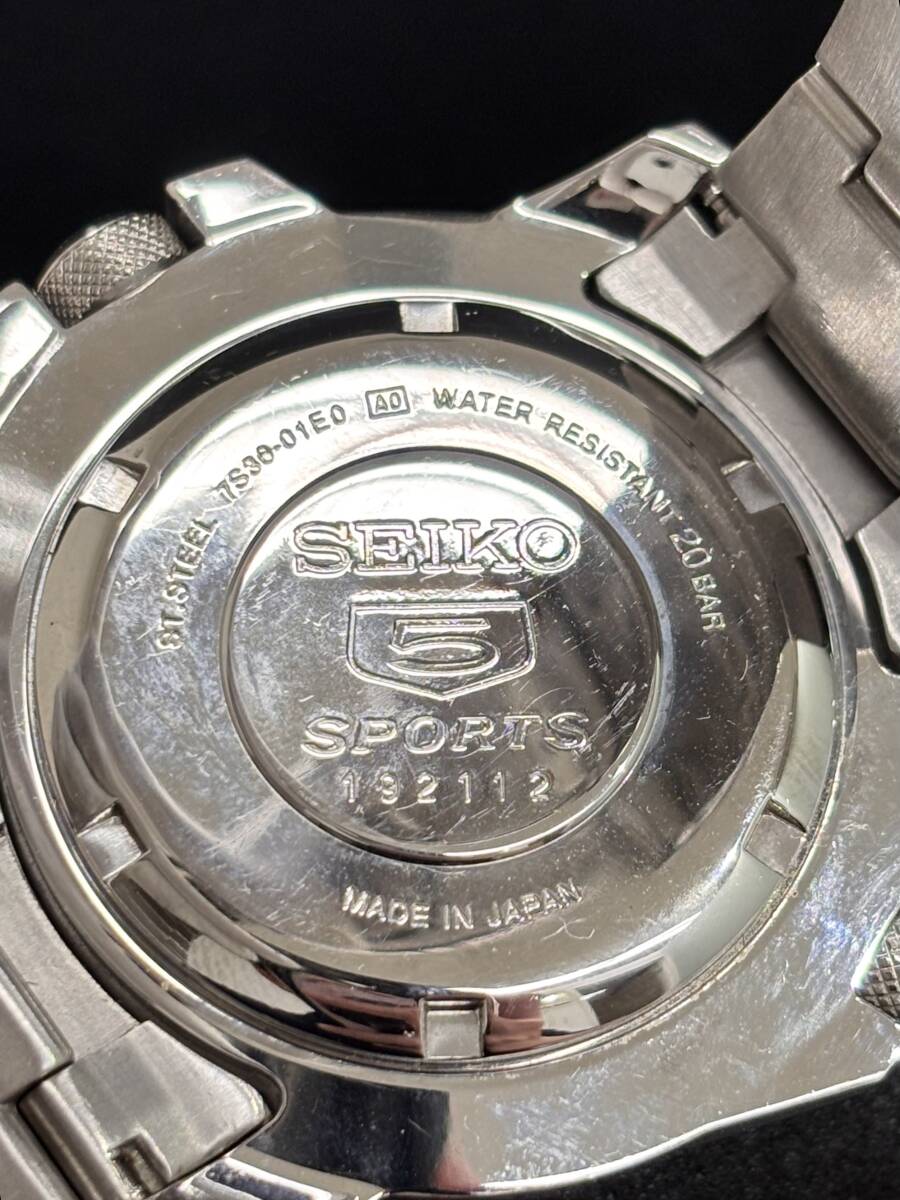 ST.STEEL 7S36-01E0 A0 WATER RESISTANT 20 BAR
SEIKO
5
SPORTS
192112
MADE IN JAPAN